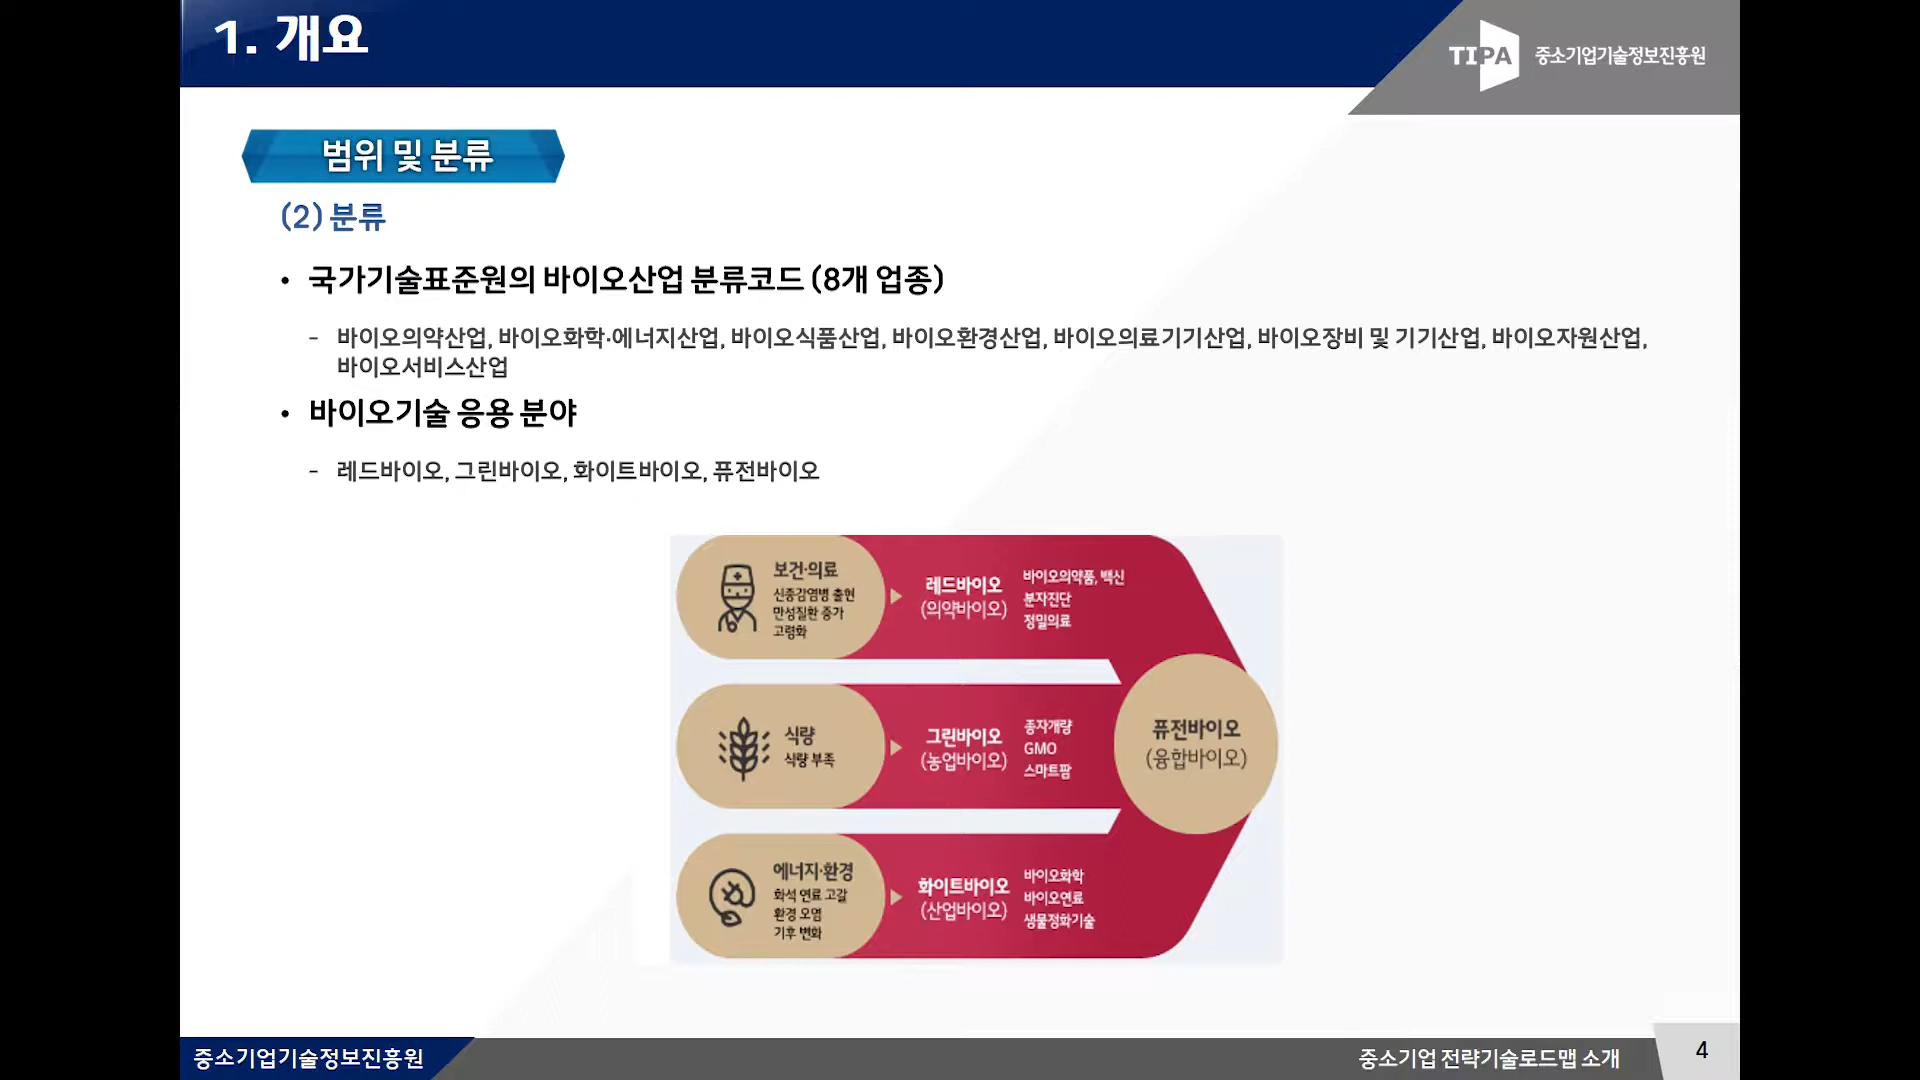 1. 개요
TIPA 중소기업기술정보진흥원
범위 및 분류
(2) 분류
• 국가기술표준원의 바이오산업 분류코드 (8개 업종)
- 바이오의약산업, 바이오화학·에너지산업, 바이오식품산업, 바이오환경산업, 바이오의료기기산업, 바이오장비 및 기기산업, 바이오자원산업,
바이오서비스산업
• 바이오기술 응용 분야
- 레드바이오, 그린바이오, 화이트바이오, 퓨전바이오
보건·의료
신종감염병 출현
만성질환 증가
고령화
레드바이오
(의약바이오)
바이오의약품, 백신
분자진단
정밀의료
식량
식량 부족
그린바이오
(농업바이오)
종자개량
GMO
스마트팜
에너지·환경
화석 연료 고갈
환경 오염
기후 변화
화이트바이오
(산업바이오)
바이오화학
바이오연료
생물정화기술
퓨전바이오
(융합바이오)
중소기업기술정보진흥원
중소기업 전략기술로드맵 소개
4